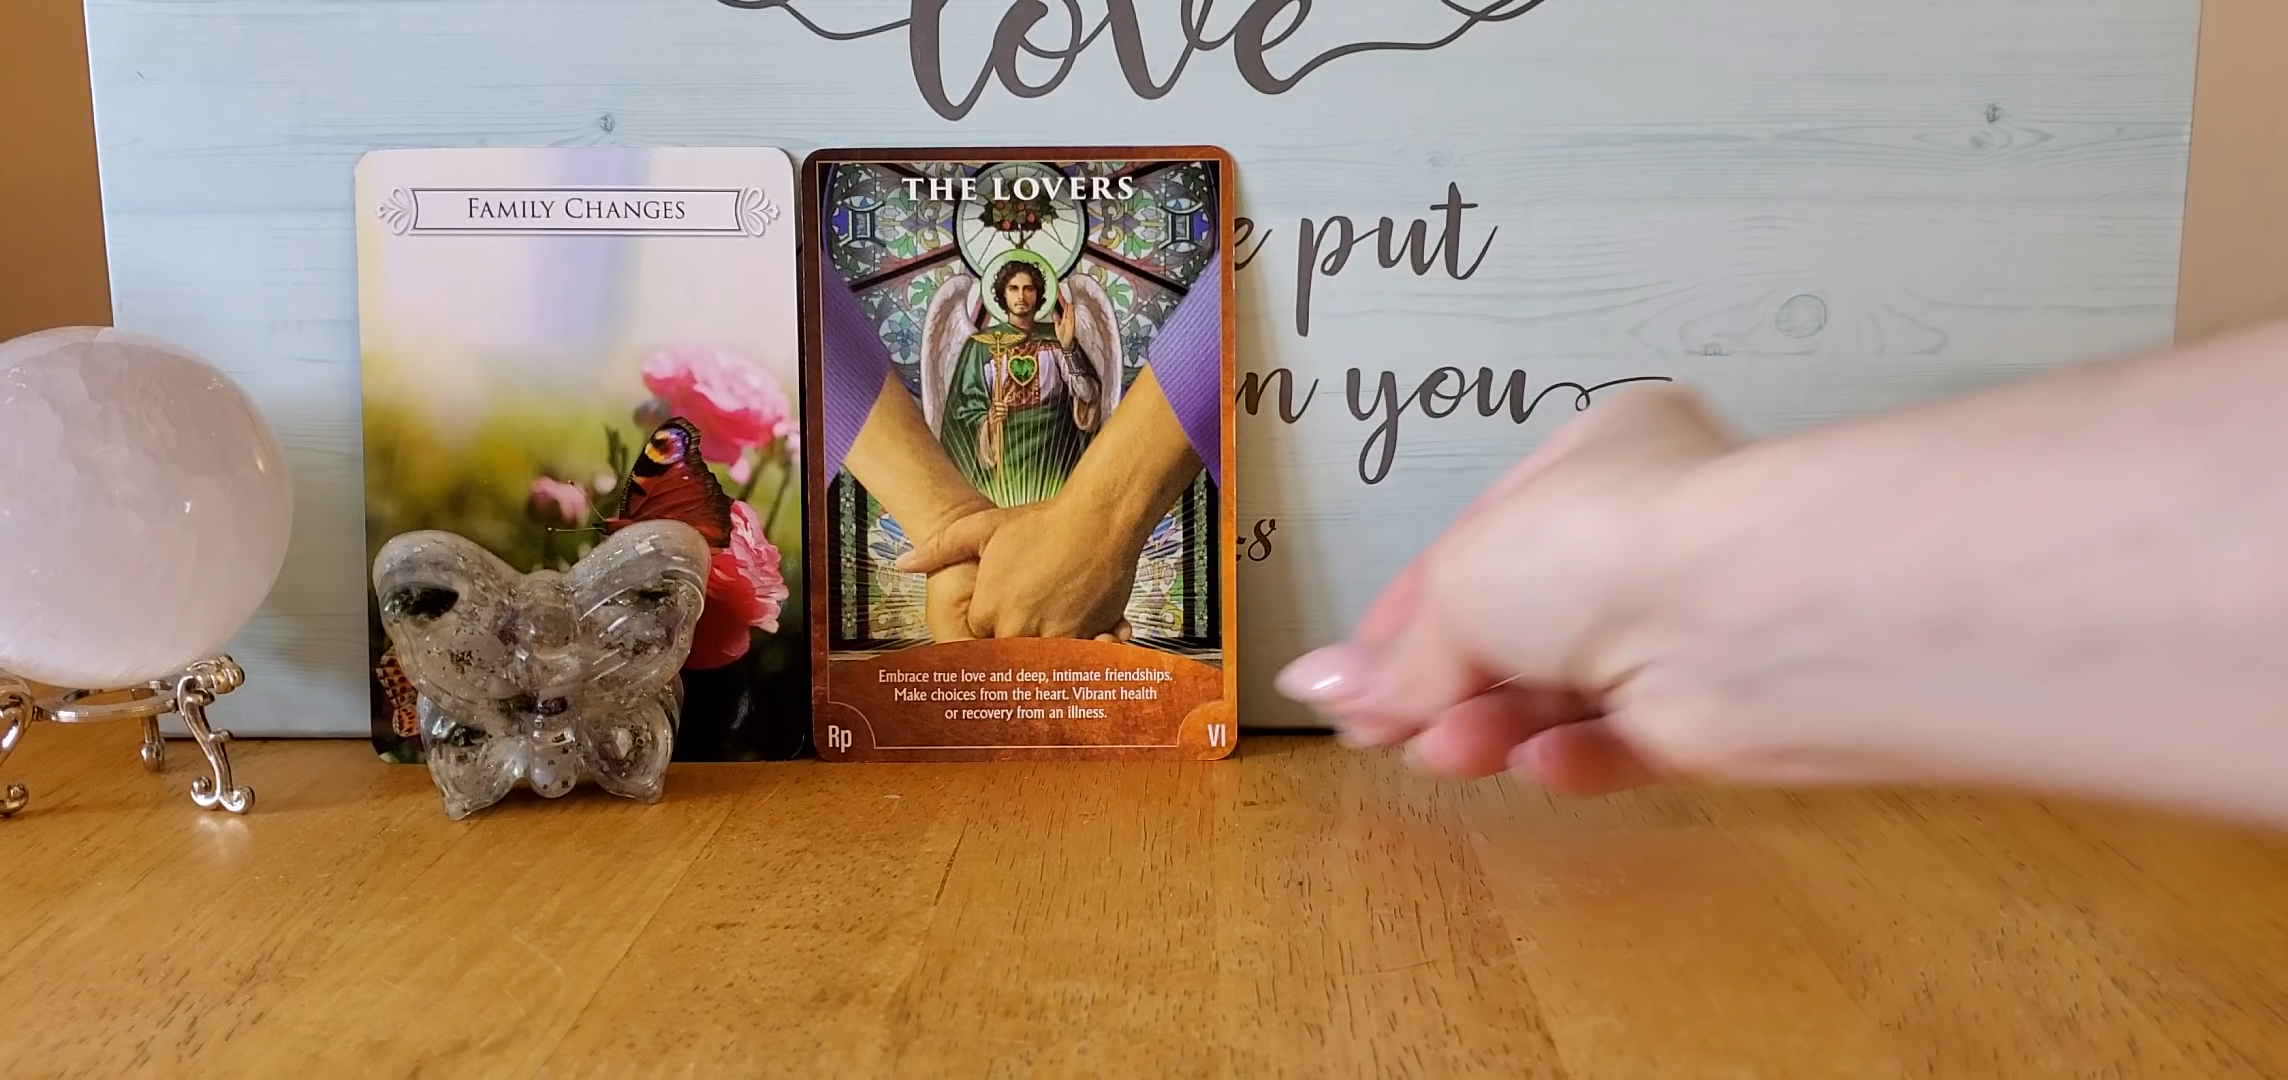 love
put
FAMILY CHANGES
THE LOVERS
n you
8
Embrace true love and deep, intimate friendships.
Make choices from the heart. Vibrant health
or recovery from an illness.
Rp
VI